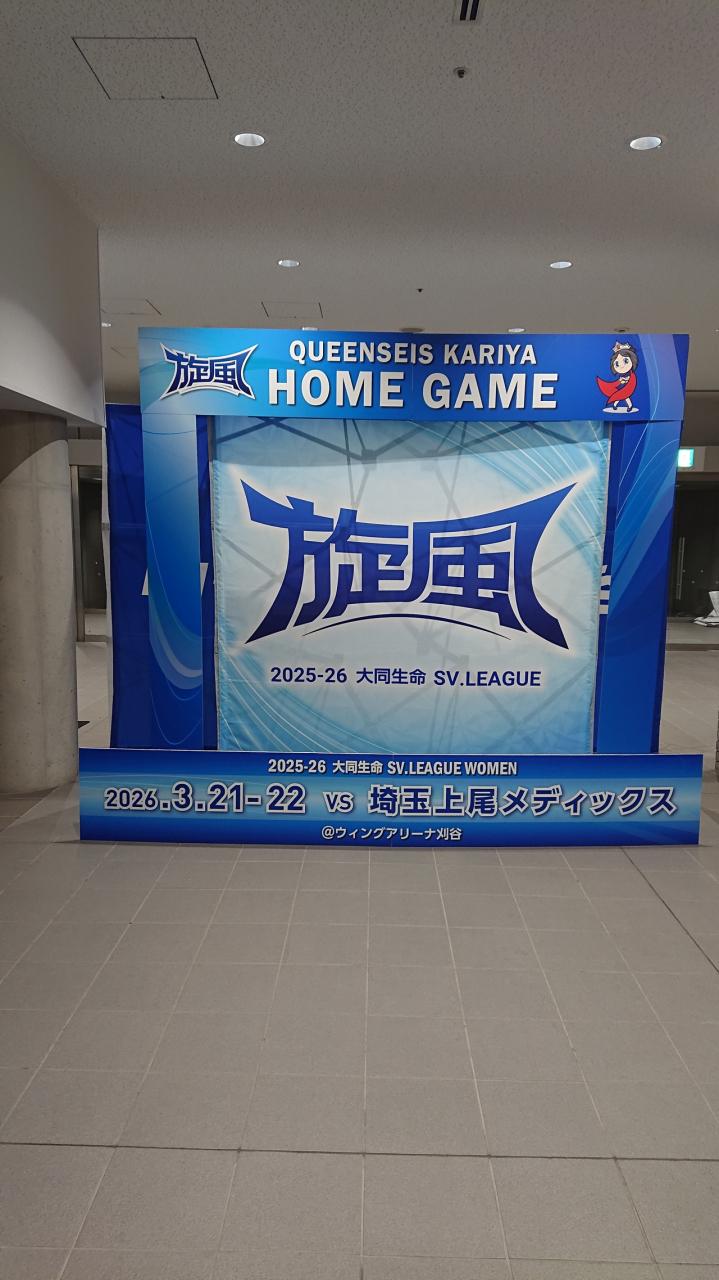 旋風
QUEENSEIS KARIYA
HOME GAME
旋風
2025-26 大同生命 SV.LEAGUE
2025-26 大同生命 SV.LEAGUE WOMEN
2026.3.21-22 VS 埼玉上尾メディックス
@ウィングアリーナ刈谷